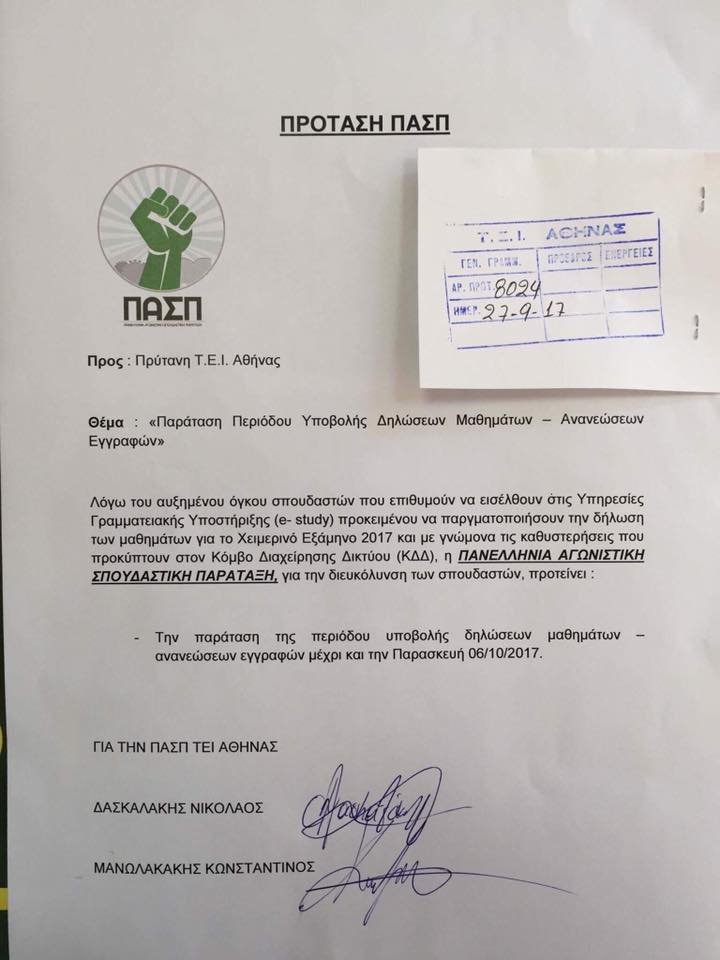 ΠΡΟΤΑΣΗ ΠΑΣΠ
ΠΑΣΠ
Τ.Ε.Ι. ΑΘΗΝΑΣ
ΓΕΝ. ΓΡΑΜΜ. ΠΡΟΕΔΡΟΣ ΕΝΕΡΓΕΙΕΣ
ΑΡ. ΠΡΩΤ. 8024
ΗΜΕΡ. 27-9-17
Προς : Πρύτανη Τ.Ε.Ι. Αθήνας
Θέμα : «Παράταση Περιόδου Υποβολής Δηλώσεων Μαθημάτων – Ανανεώσεων
Εγγραφών»
Λόγω του αυξημένου όγκου σπουδαστών που επιθυμούν να εισέλθουν στις Υπηρεσίες
Γραμματειακής Υποστήριξης (e- study) προκειμένου να παργματοποιήσουν την δήλωση
των μαθημάτων για το Χειμερινό Εξάμηνο 2017 και με γνώμονα τις καθυστερήσεις που
προκύπτουν στον Κόμβο Διαχείρησης Δικτύου (ΚΔΔ), η ΠΑΝΕΛΛΗΝΙΑ ΑΓΩΝΙΣΤΙΚΗ
ΣΠΟΥΔΑΣΤΙΚΗ ΠΑΡΑΤΑΞΗ, για την διευκόλυνση των σπουδαστών, προτείνει :
- Την παράταση της περιόδου υποβολής δηλώσεων μαθημάτων –
ανανεώσεων εγγραφών μέχρι και την Παρασκευή 06/10/2017.
ΓΙΑ ΤΗΝ ΠΑΣΠ ΤΕΙ ΑΘΗΝΑΣ
ΔΑΣΚΑΛΑΚΗΣ ΝΙΚΟΛΑΟΣ
ΜΑΝΩΛΑΚΑΚΗΣ ΚΩΝΣΤΑΝΤΙΝΟΣ